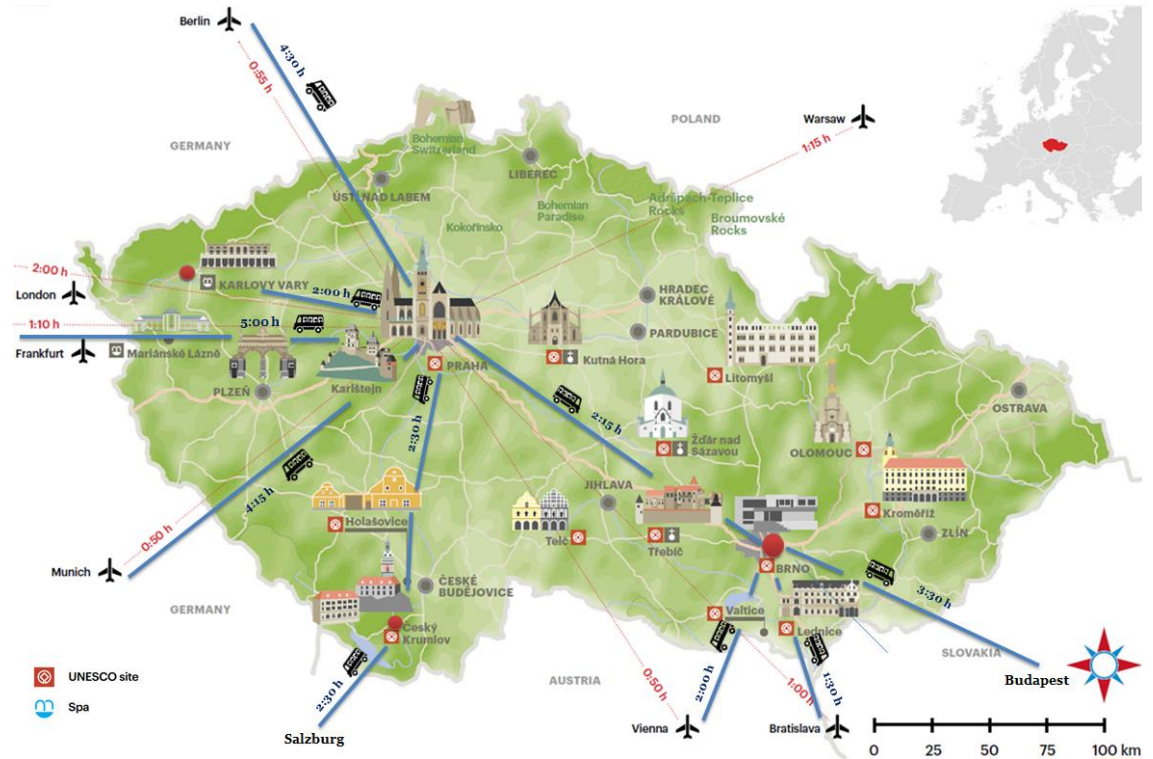 Berlin
4:30 h
0:55 h
GERMANY
POLAND
Warsaw
1:15 h
Bohemian
Switzerland
LIBEREC
ÚSTÍ NAD LABEM
Bohemian
Paradise
Kokořínsko
Adršpach-Teplice
Rocks
Broumovské
Rocks
2:00 h
London
KARLOVY VARY
2:00 h
HRADEC
KRÁLOVÉ
1:10 h
Frankfurt
5:00 h
Mariánské Lázně
PARDUBICE
Kutná Hora
PRAHA
Karlštejn
PLZEŇ
Litomyšl
OSTRAVA
2:30 h
2:15 h
Žďár nad
Sázavou
OLOMOUC
4:15 h
JIHLAVA
Holašovice
Telč
Třebíč
Kroměříž
ZLÍN
0:50 h
Munich
BRNO
ČESKÉ
BUDĚJOVICE
3:30 h
GERMANY
Valtice
Lednice
Český
Krumlov
SLOVAKIA
UNESCO site
Spa
AUSTRIA
Budapest
2:30 h
0:50 h
2:00 h
1:00 h
1:30 h
Salzburg
Vienna
Bratislava
0 25 50 75 100 km